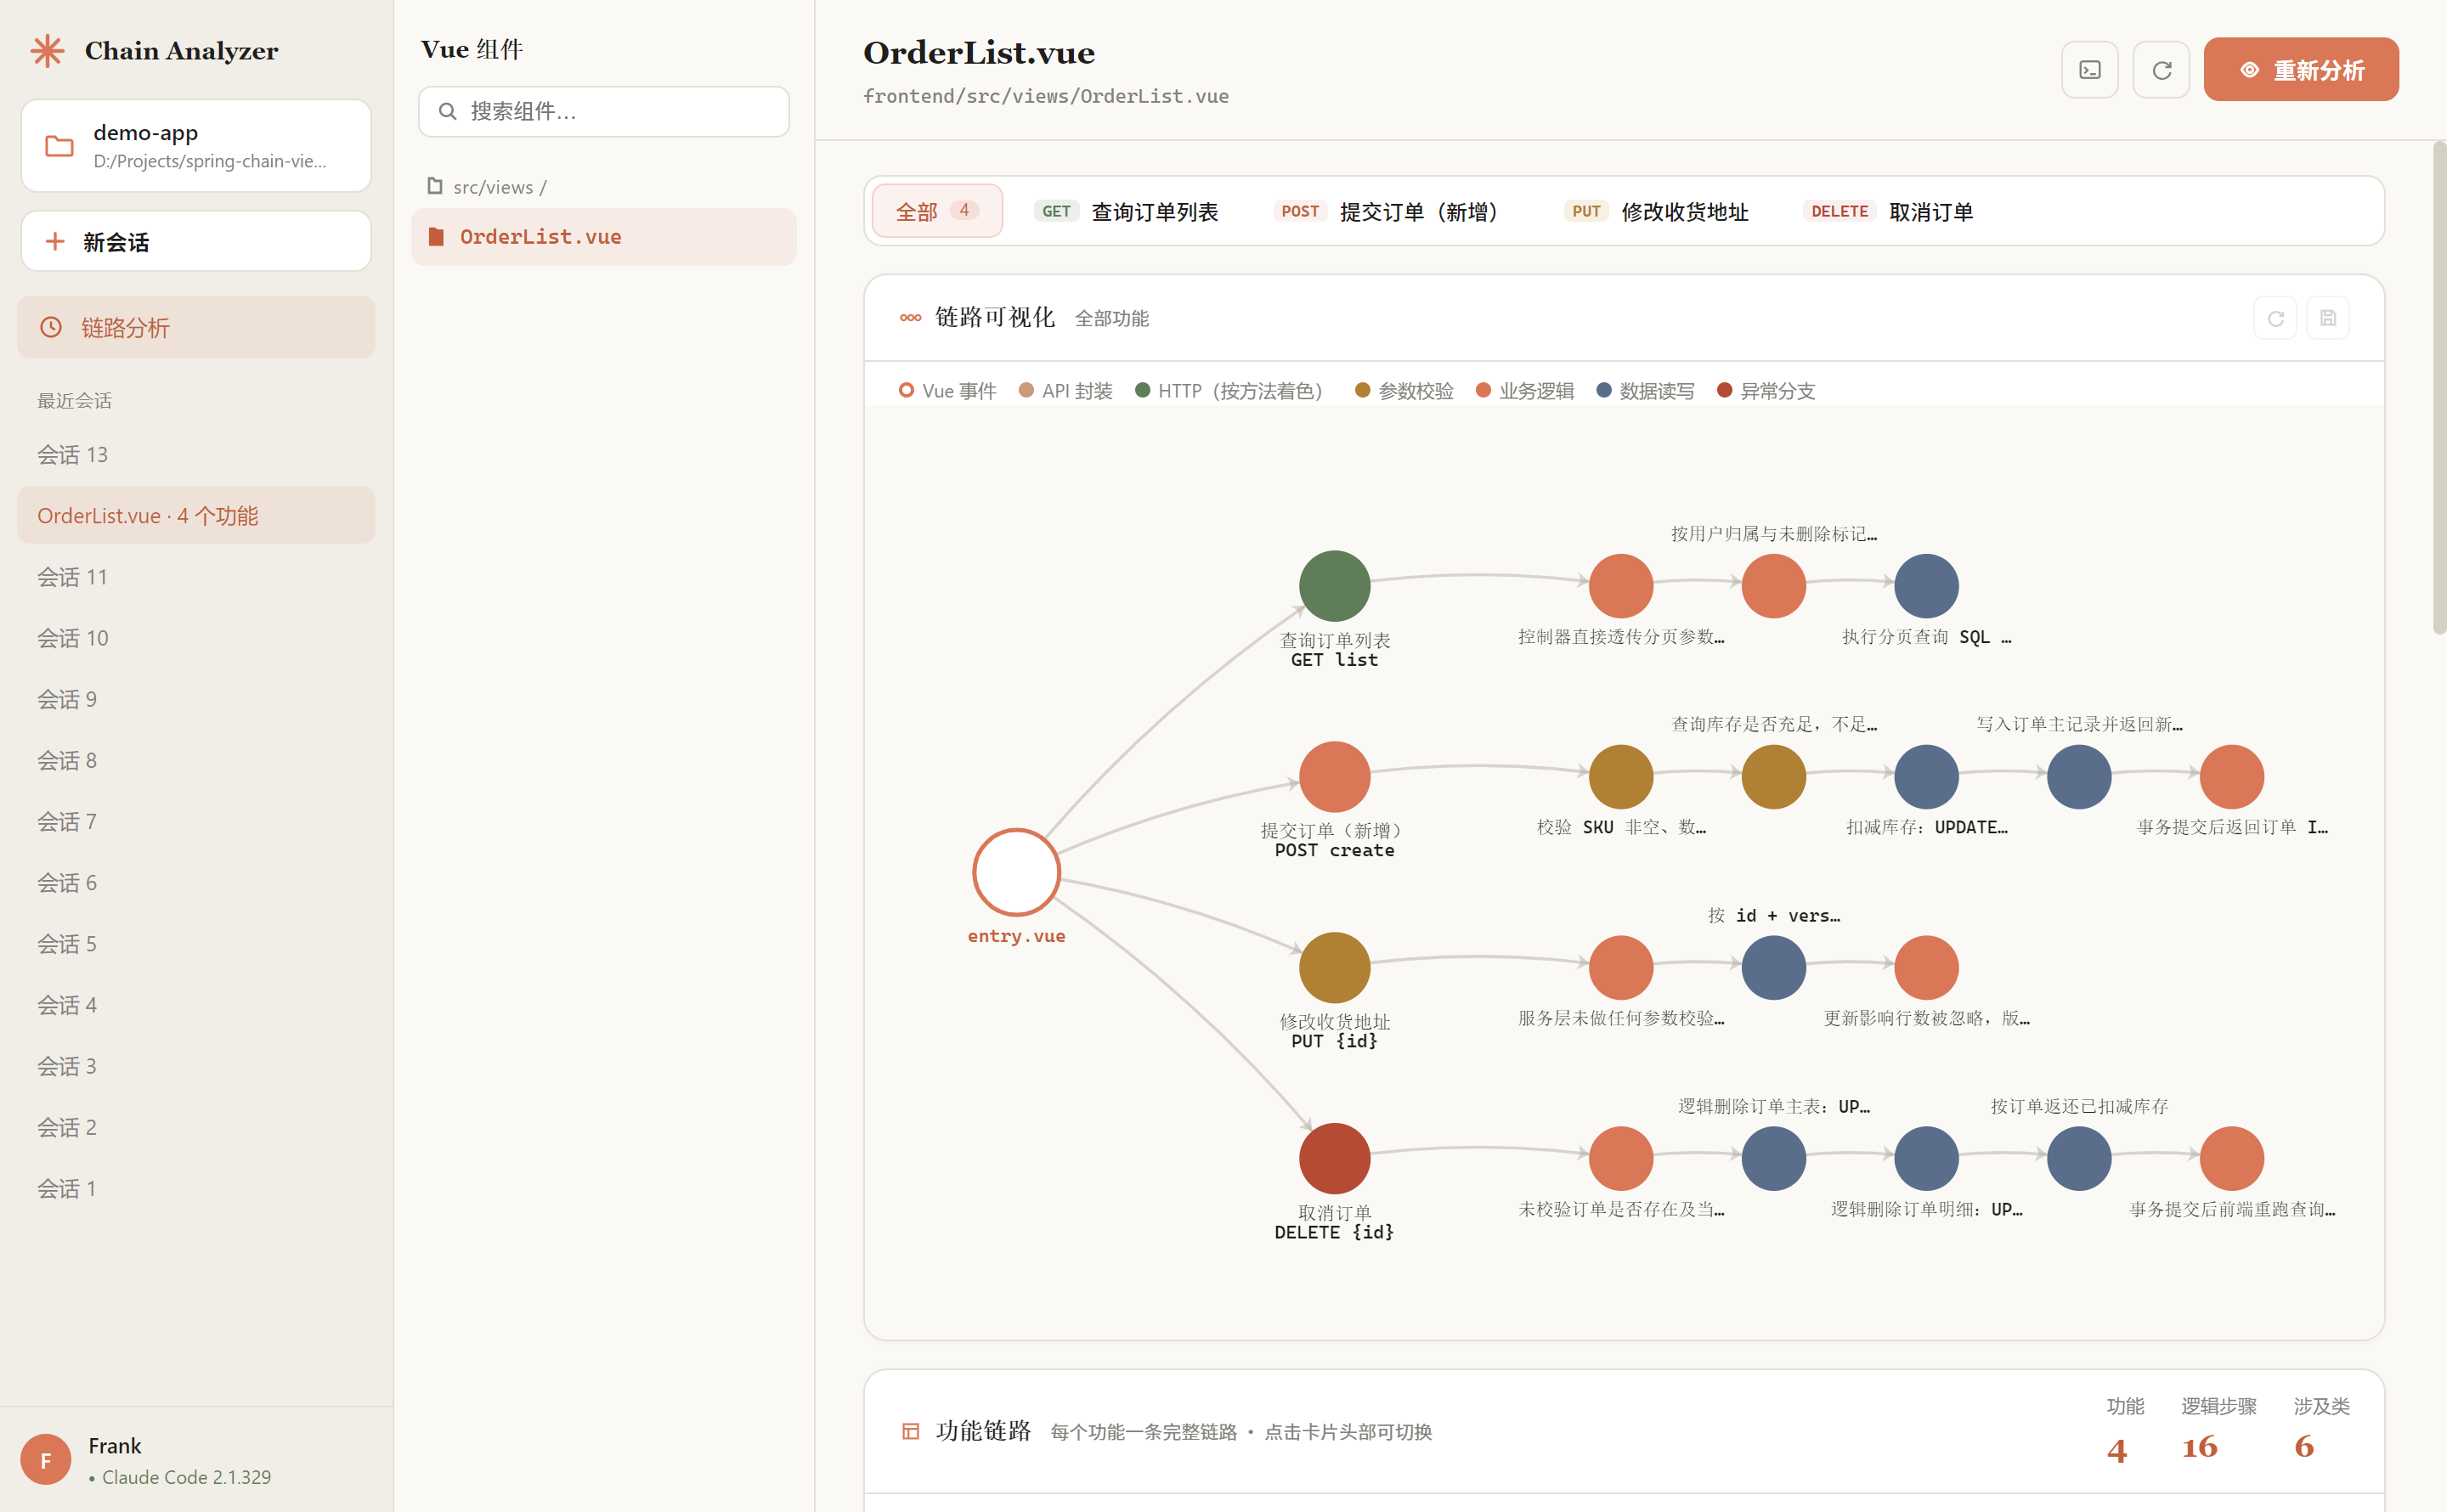 Chain Analyzer
demo-app
D:/Projects/spring-chain-vie...
新会话
链路分析
最近会话
会话 13
OrderList.vue · 4 个功能
会话 11
会话 10
会话 9
会话 8
会话 7
会话 6
会话 5
会话 4
会话 3
会话 2
会话 1
F
Frank
• Claude Code 2.1.329
Vue 组件
搜索组件…
src/views /
OrderList.vue
OrderList.vue
frontend/src/views/OrderList.vue
重新分析
全部 4
GET 查询订单列表
POST 提交订单（新增）
PUT 修改收货地址
DELETE 取消订单
链路可视化 全部功能
Vue 事件
API 封装
HTTP（按方法着色）
参数校验
业务逻辑
数据读写
异常分支
entry.vue
查询订单列表
GET list
控制器直接透传分页参数…
按用户归属与未删除标记…
执行分页查询 SQL …
提交订单（新增）
POST create
校验 SKU 非空、数…
查询库存是否充足，不足…
扣减库存：UPDATE…
写入订单主记录并返回新…
事务提交后返回订单 I…
修改收货地址
PUT {id}
服务层未做任何参数校验…
按 id + vers…
更新影响行数被忽略，版…
取消订单
DELETE {id}
未校验订单是否存在及当…
逻辑删除订单主表：UP…
逻辑删除订单明细：UP…
按订单返还已扣减库存
事务提交后前端重跑查询…
功能链路 每个功能一条完整链路 • 点击卡片头部可切换
功能
4
逻辑步骤
16
涉及类
6